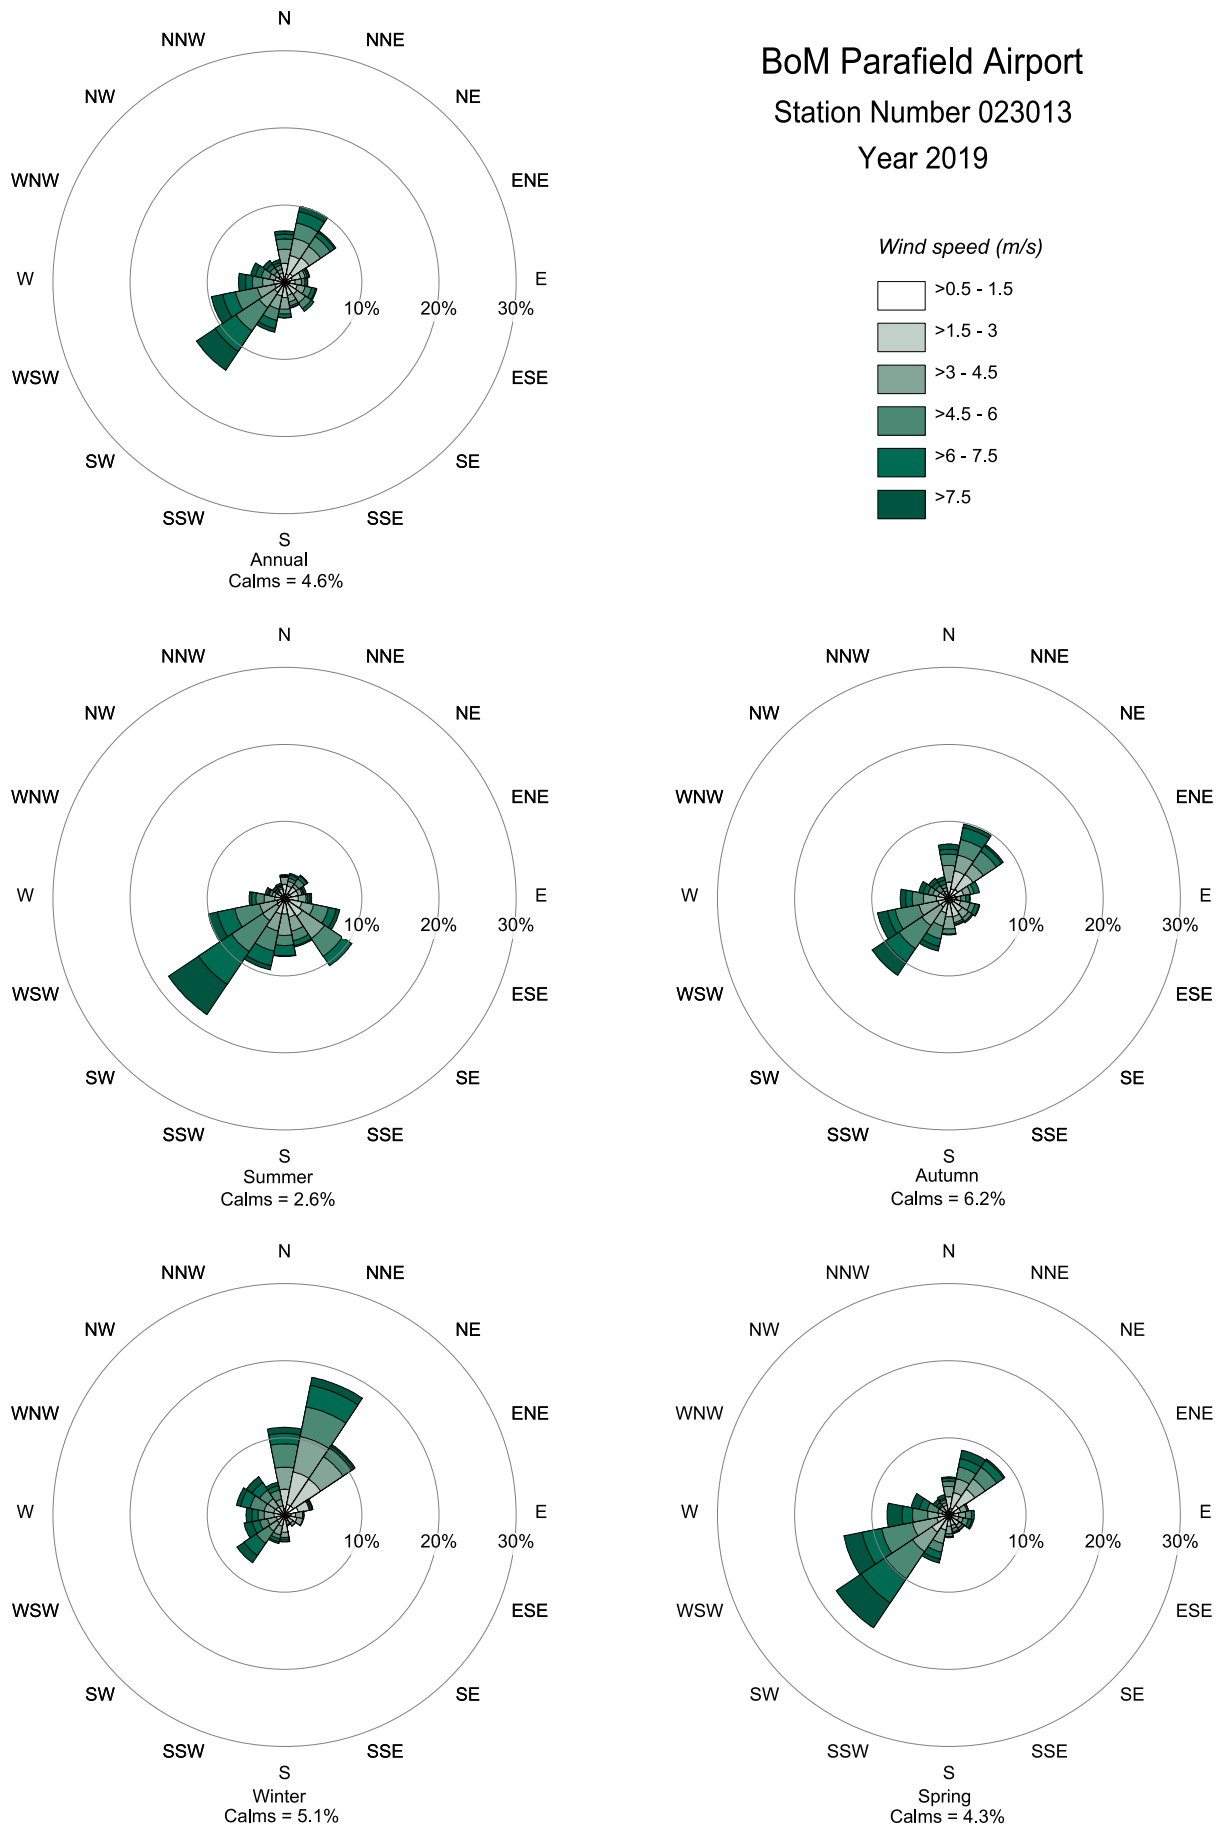 BoM Parafield Airport
Station Number 023013
Year 2019
Wind speed (m/s)
>0.5 - 1.5
>1.5 - 3
>3 - 4.5
>4.5 - 6
>6 - 7.5
>7.5
N
NNW
NNE
NW
NE
WNW
ENE
W
E
10%
20%
30%
WSW
ESE
SW
SE
SSW
SSE
S
Annual
Calms = 4.6%
N
NNW
NNE
NW
NE
WNW
ENE
W
E
10%
20%
30%
WSW
ESE
SW
SE
SSW
SSE
S
Summer
Calms = 2.6%
N
NNW
NNE
NW
NE
WNW
ENE
W
E
10%
20%
30%
WSW
ESE
SW
SE
SSW
SSE
S
Autumn
Calms = 6.2%
N
NNW
NNE
NW
NE
WNW
ENE
W
E
10%
20%
30%
WSW
ESE
SW
SE
SSW
SSE
S
Winter
Calms = 5.1%
N
NNW
NNE
NW
NE
WNW
ENE
W
E
10%
20%
30%
WSW
ESE
SW
SE
SSW
SSE
S
Spring
Calms = 4.3%